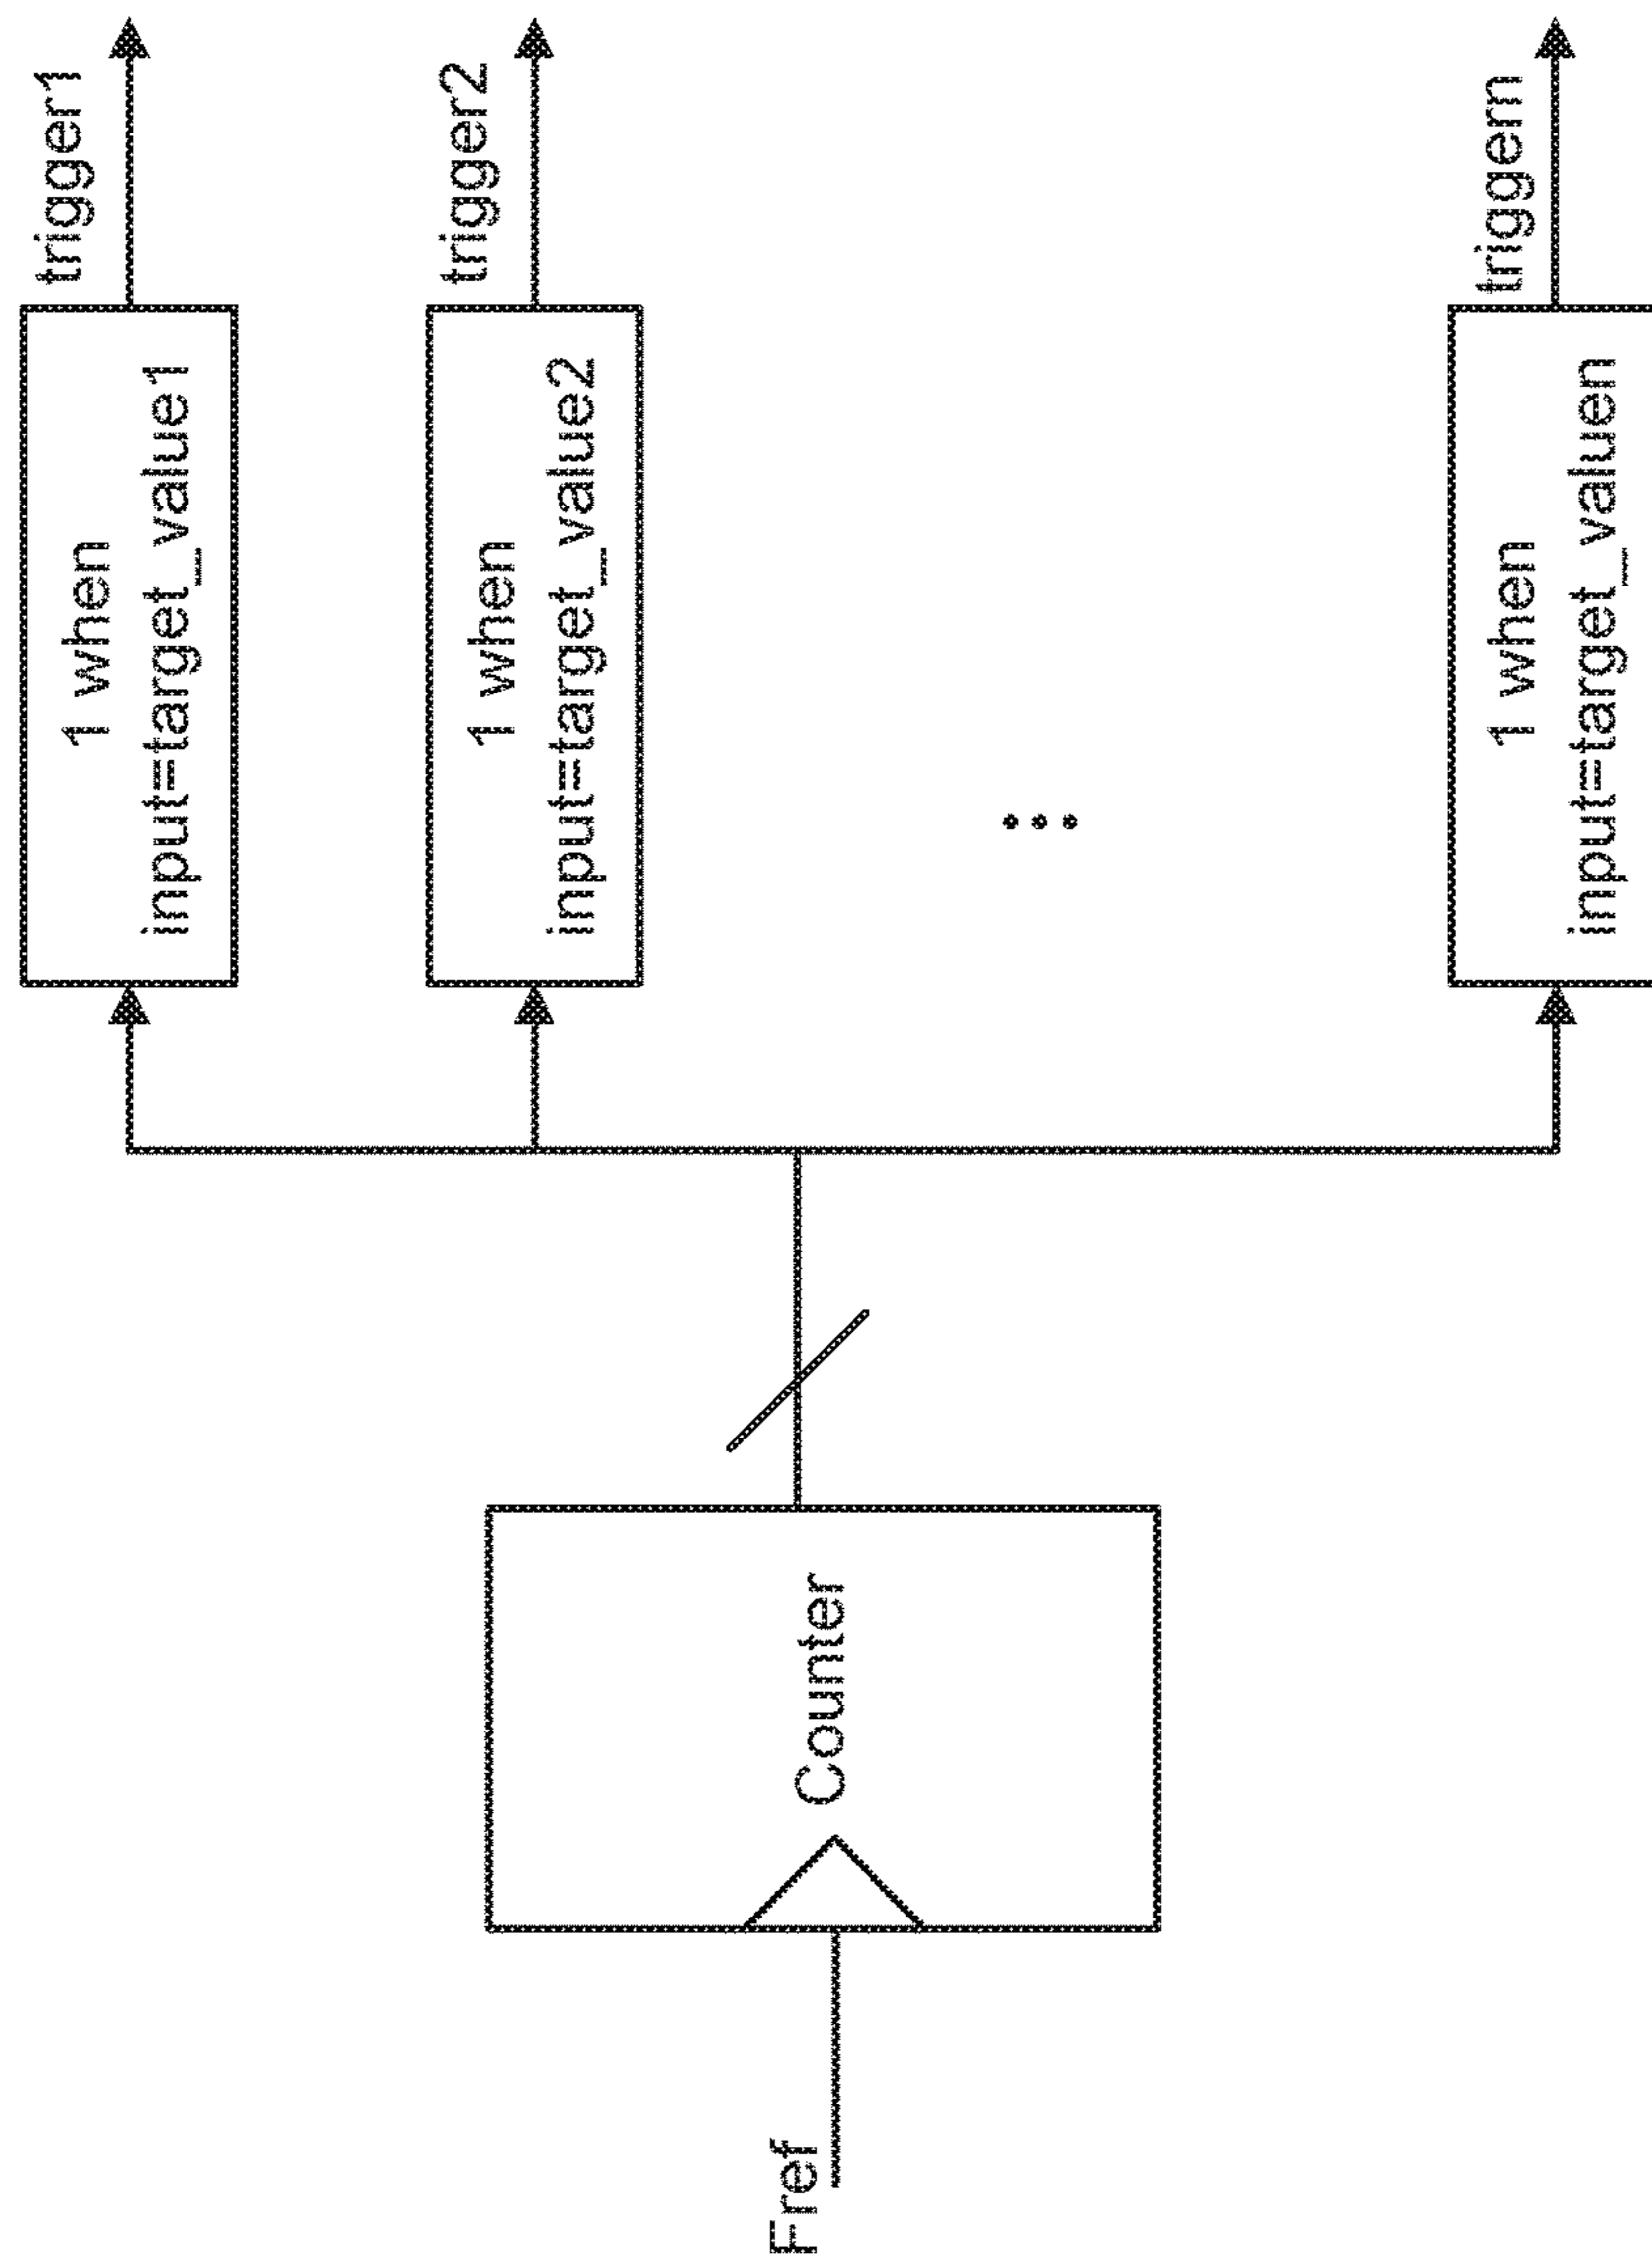 Fref
Counter
1 when
input=target_value1
trigger1
1 when
input=target_value2
trigger2
...
1 when
input=target_valuen
triggern